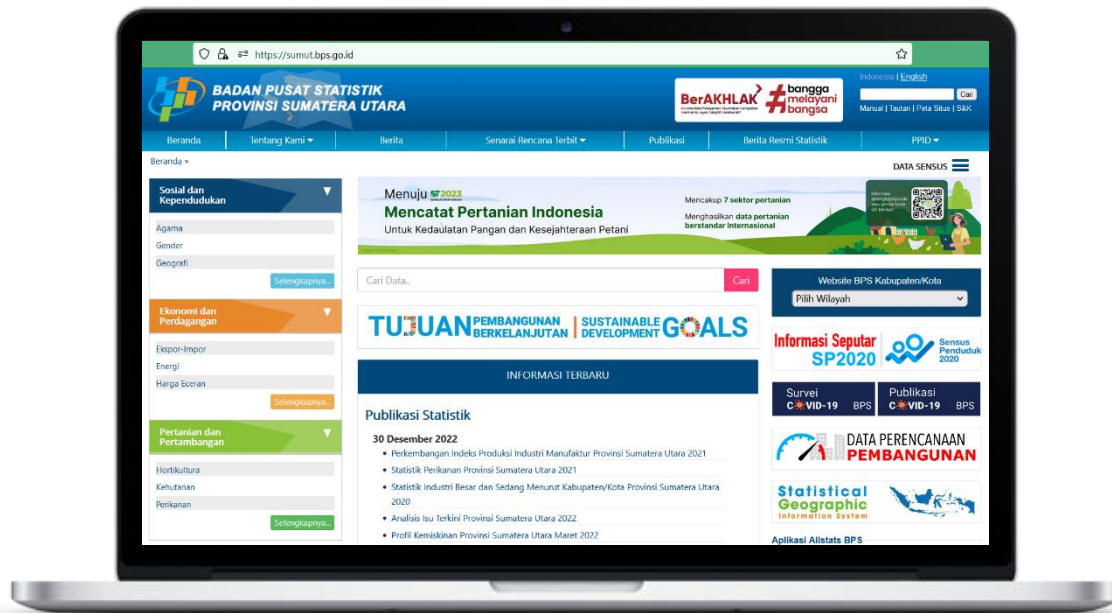 https://sumut.bps.go.id
BADAN PUSAT STATISTIK
PROVINSI SUMATERA UTARA
BerAKHLAK
#bangga
melayani
bangsa
Indonesia | English
Cari
Manual | Tautan | Peta Situs | S&K
Beranda
Tentang Kami
Berita
Senarai Rencana Terbit
Publikasi
Berita Resmi Statistik
PPID
Beranda »
DATA SENSUS
Sosial dan
Kependudukan
Agama
Gender
Geografi
Selengkapnya...
Ekonomi dan
Perdagangan
Ekspor-Impor
Energi
Harga Eceran
Selengkapnya...
Pertanian dan
Pertambangan
Hortikultura
Kehutanan
Perikanan
Selengkapnya...
Menuju ST2023
Mencatat Pertanian Indonesia
Untuk Kedaulatan Pangan dan Kesejahteraan Petani
Mencakup 7 sektor pertanian
Menghasilkan data pertanian
berstandar Internasional
Cari Data..
Cari
TUJUAN PEMBANGUNAN BERKELANJUTAN | SUSTAINABLE DEVELOPMENT GOALS
INFORMASI TERBARU
Publikasi Statistik
30 Desember 2022
• Perkembangan Indeks Produksi Industri Manufaktur Provinsi Sumatera Utara 2021
• Statistik Perikanan Provinsi Sumatera Utara 2021
• Statistik Industri Besar dan Sedang Menurut Kabupaten/Kota Provinsi Sumatera Utara
2020
• Analisis Isu Terkini Provinsi Sumatera Utara 2022
• Profil Kemiskinan Provinsi Sumatera Utara Maret 2022
Website BPS Kabupaten/Kota
Pilih Wilayah
Informasi Seputar
SP2020
Sensus
Penduduk
2020
Survei
COVID-19 BPS
Publikasi
COVID-19 BPS
DATA PERENCANAAN
PEMBANGUNAN
Statistical
Geographic
Information System
Aplikasi Allstats BPS